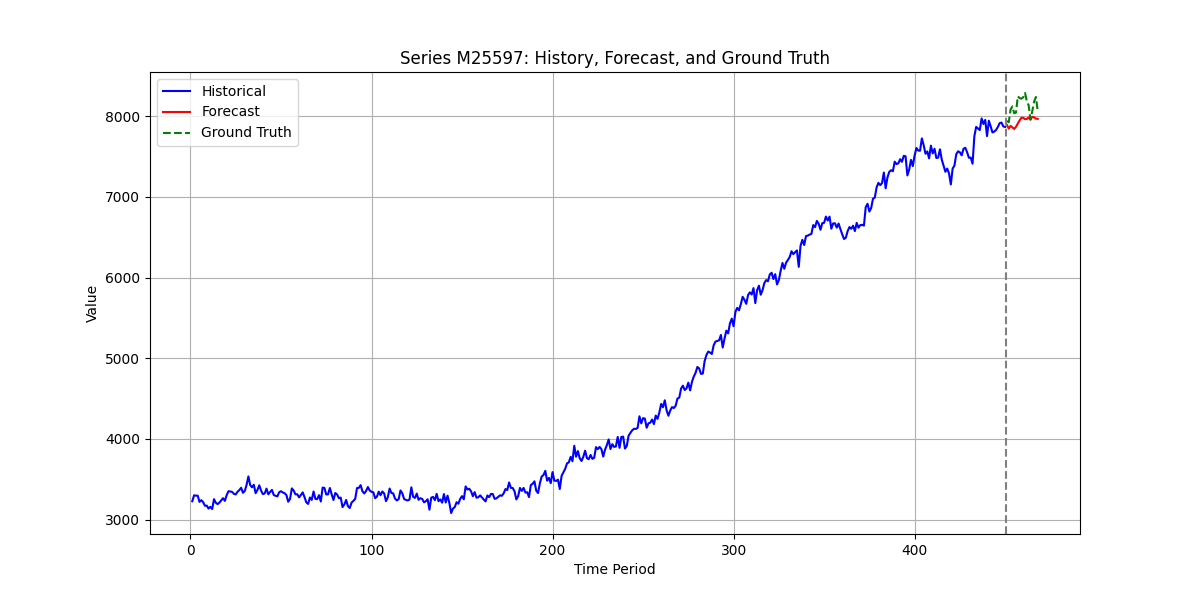 Series M25597: History, Forecast, and Ground Truth
Historical
Forecast
Ground Truth
8000
7000
6000
5000
4000
3000
Value
0 100 200 300 400
Time Period